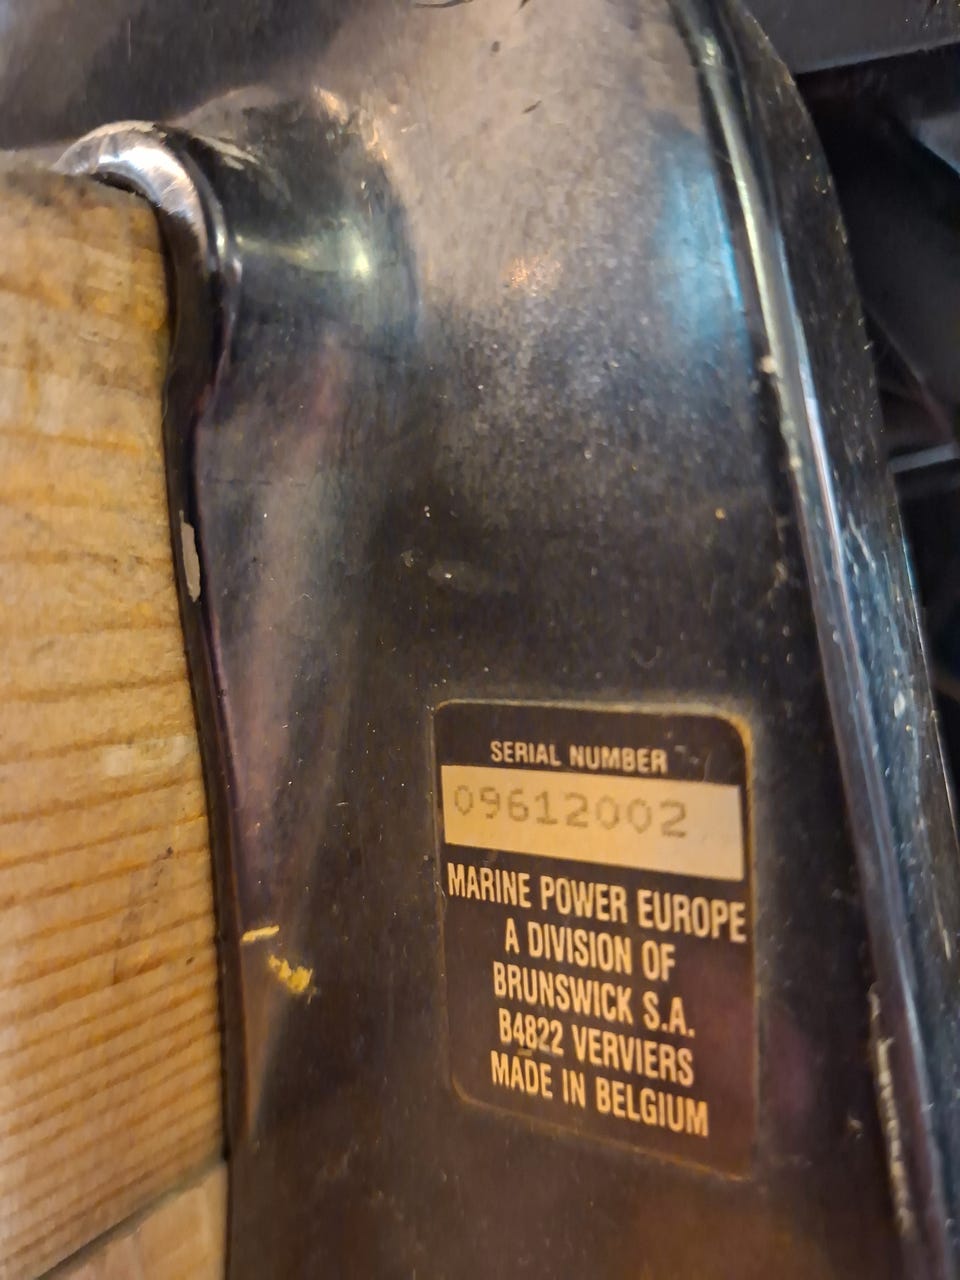 SERIAL NUMBER
09612002
MARINE POWER EUROPE
A DIVISION OF
BRUNSWICK S.A.
B4822 VERVIERS
MADE IN BELGIUM